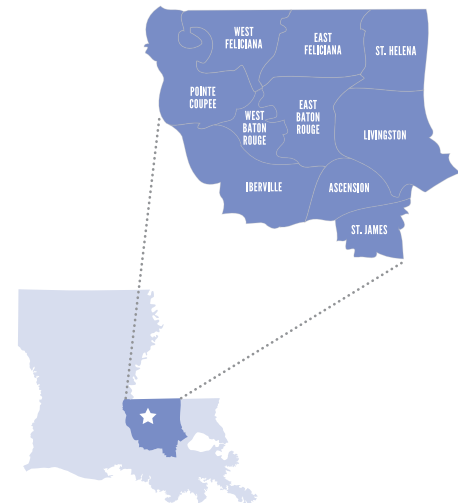 WEST
FELICIANA
EAST
FELICIANA
ST. HELENA
POINTE
COUPEE
WEST
BATON
ROUGE
EAST
BATON
ROUGE
LIVINGSTON
IBERVILLE
ASCENSION
ST. JAMES